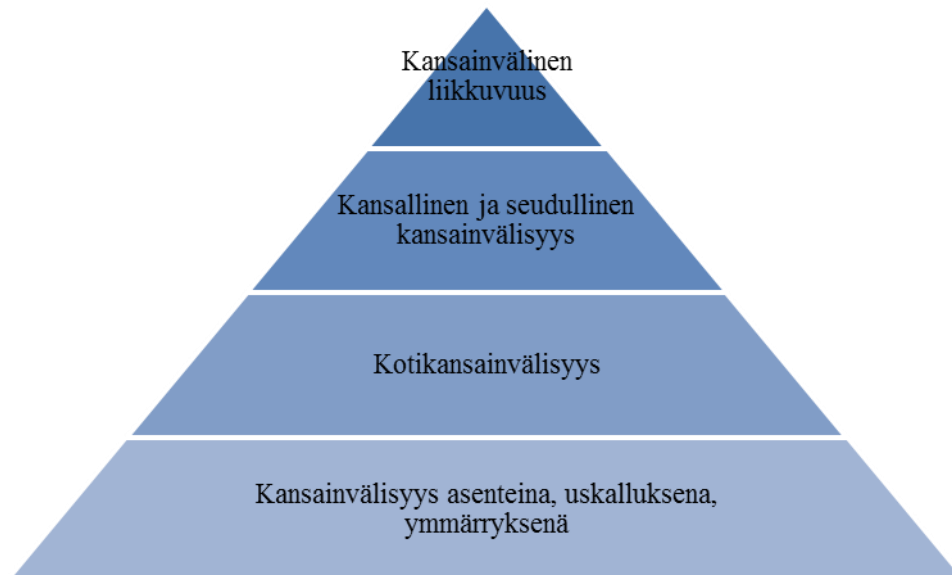 Kansainvälinen
liikkuvuus
Kansallinen ja seudullinen
kansainvälisyys
Kotikansainvälisyys
Kansainvälisyys asenteina, uskalluksena,
ymmärryksenä